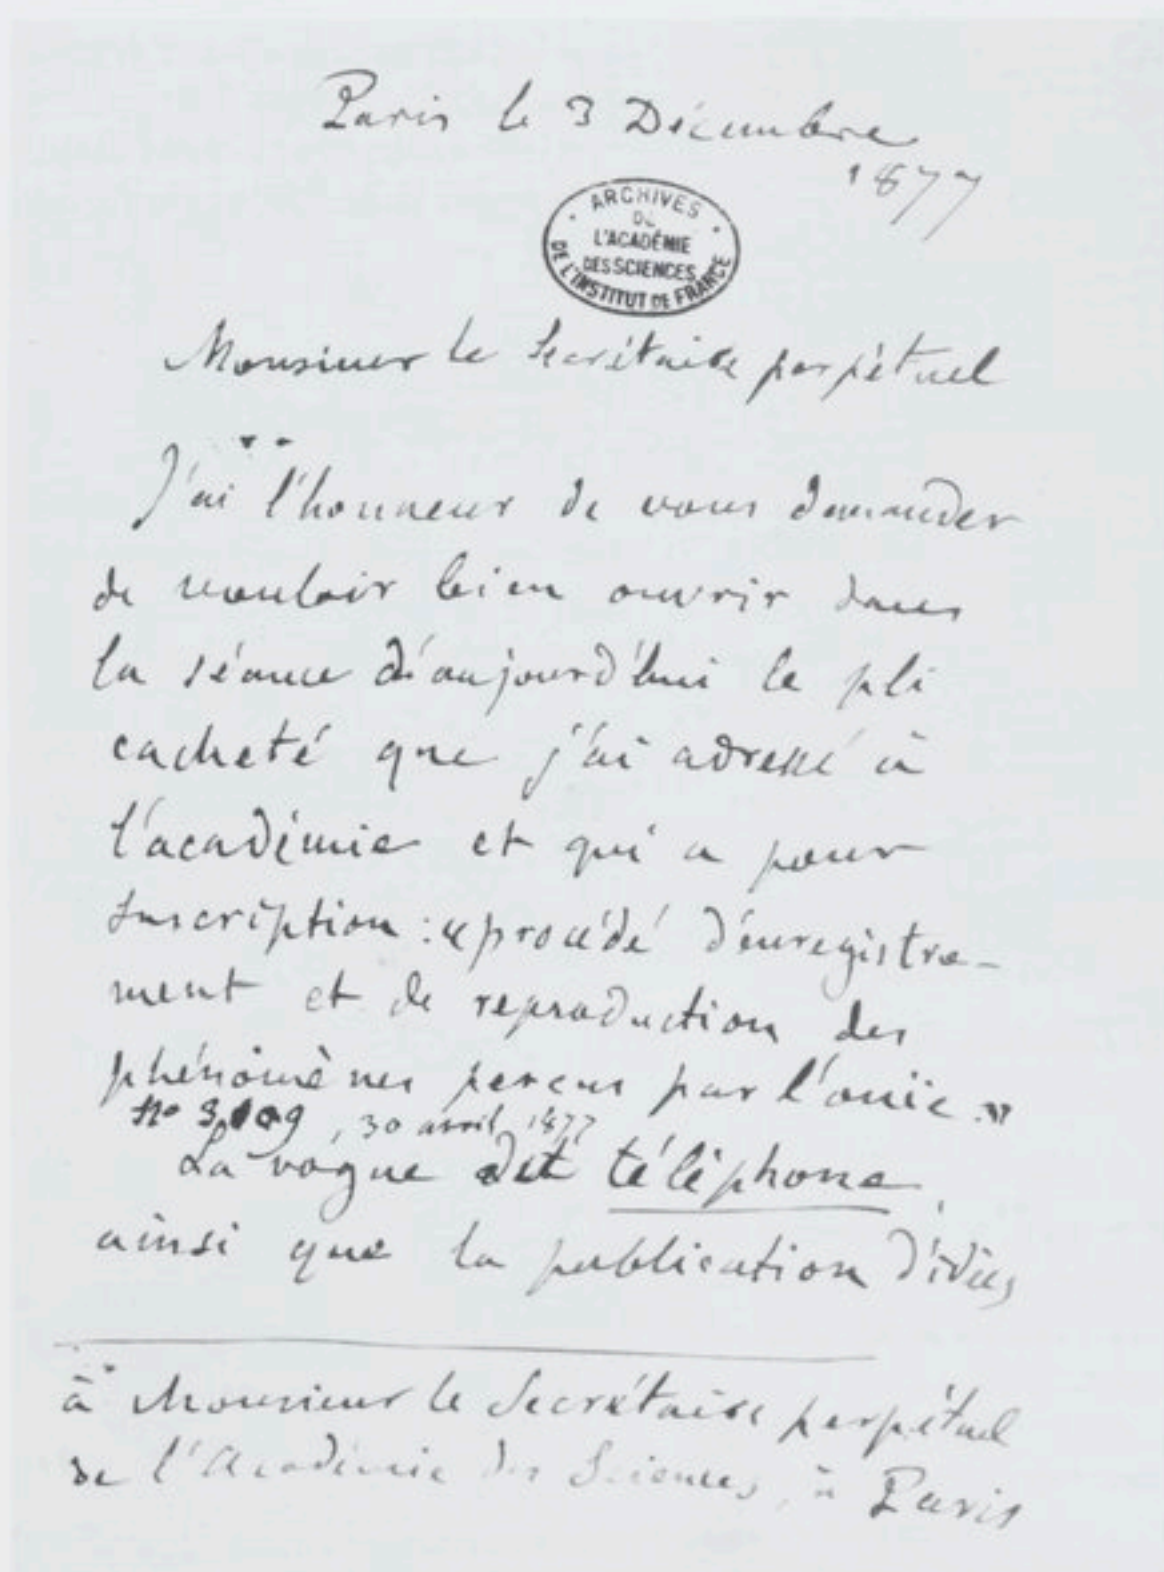 Paris le 3 Décembre
1877
ARCHIVES
DE
L'ACADÉMIE
DES SCIENCES
DE L'INSTITUT DE FRANCE
Monsieur le Secrétaire perpétuel
J'ai l'honneur de vous demander
de vouloir bien ouvrir dans
la séance d'aujourd'hui le pli
cacheté que j'ai adressé à
l'académie et qui a pour
suscription : « procédé d'enregistre-
ment et de reproduction des
phénomènes perçus par l'ouïe »
No 3,109, 30 avril 1877
La vogue du téléphone,
ainsi que la publication d'idées
à Monsieur le Secrétaire perpétuel
de l'Académie des Sciences, à Paris